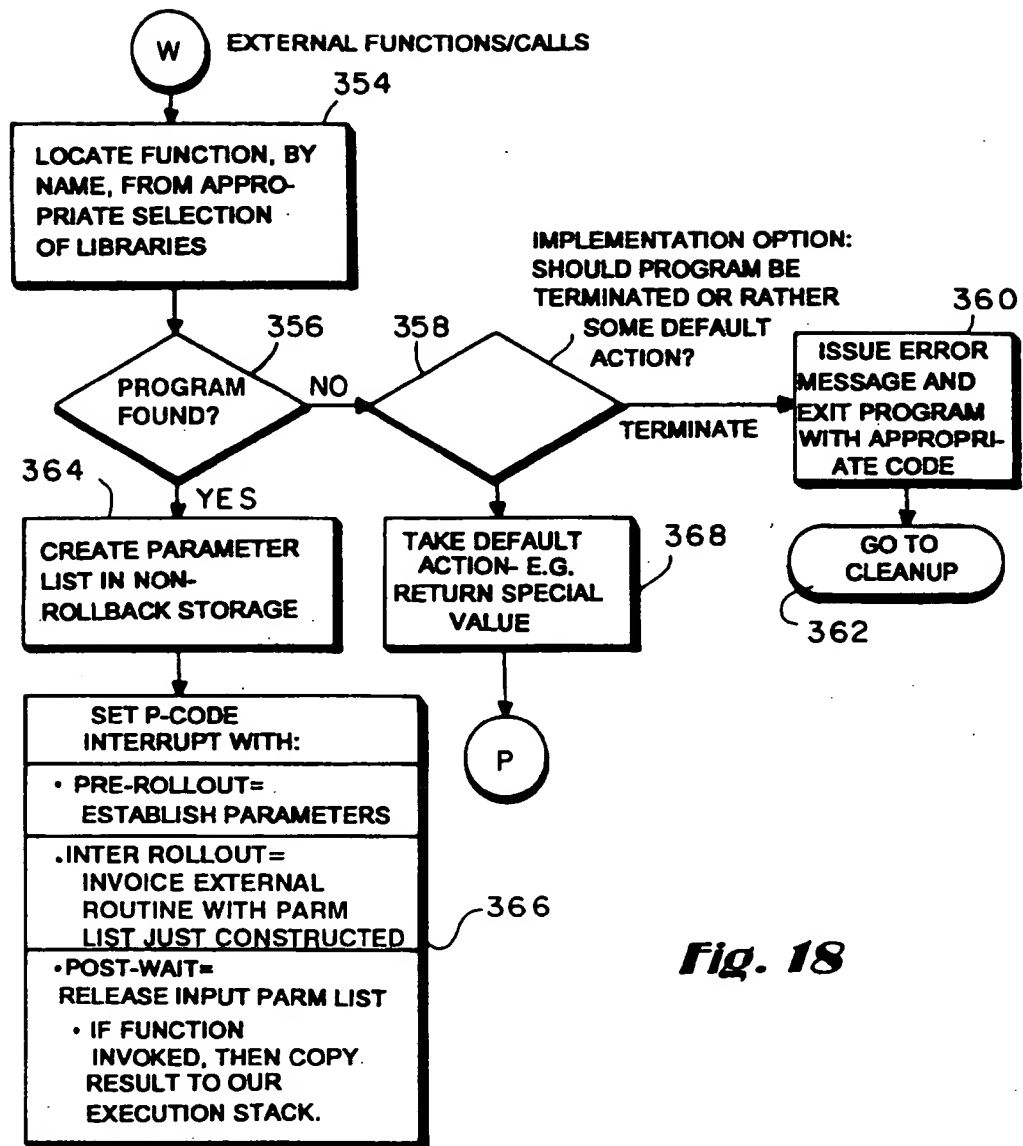 W
EXTERNAL FUNCTIONS/CALLS
354
LOCATE FUNCTION, BY
NAME, FROM APPRO-
PRIATE SELECTION
OF LIBRARIES
356
PROGRAM
FOUND?
NO
358
IMPLEMENTATION OPTION:
SHOULD PROGRAM BE
TERMINATED OR RATHER
SOME DEFAULT
ACTION?
TERMINATE
360
ISSUE ERROR
MESSAGE AND
EXIT PROGRAM
WITH APPROPRI-
ATE CODE
GO TO
CLEANUP
362
364
YES
CREATE PARAMETER
LIST IN NON-
ROLLBACK STORAGE
TAKE DEFAULT
ACTION- E.G.
RETURN SPECIAL
VALUE
368
P
SET P-CODE
INTERRUPT WITH:
• PRE-ROLLOUT=
ESTABLISH PARAMETERS
.INTER ROLLOUT=
INVOICE EXTERNAL
ROUTINE WITH PARM
LIST JUST CONSTRUCTED
366
•POST-WAIT=
RELEASE INPUT PARM LIST
• IF FUNCTION
INVOKED, THEN COPY
RESULT TO OUR
EXECUTION STACK.
Fig. 18